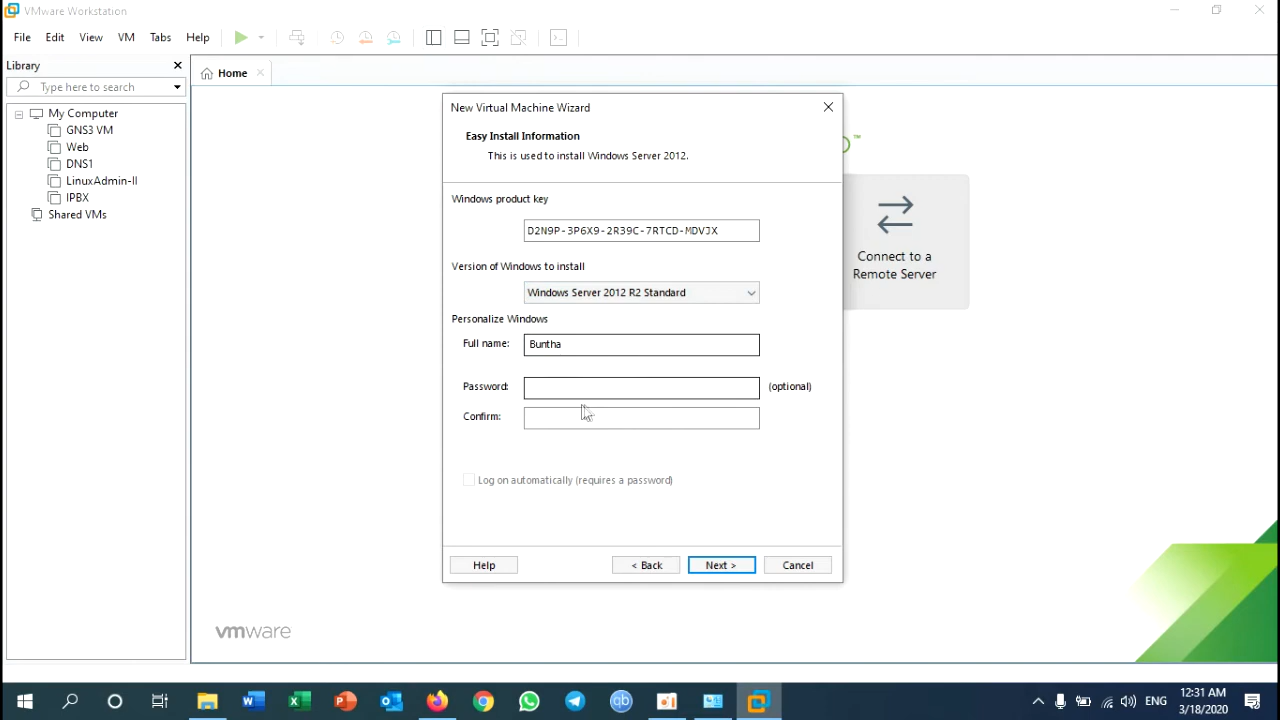 VMware Workstation
File Edit View VM Tabs Help
Library
Type here to search
My Computer
GNS3 VM
Web
DNS1
LinuxAdmin-II
IPBX
Shared VMs
Home
New Virtual Machine Wizard
Easy Install Information
This is used to install Windows Server 2012.
Windows product key
D2N9P-3P6X9-2R39C-7RTCD-MDVJX
Version of Windows to install
Windows Server 2012 R2 Standard
Personalize Windows
Full name: Buntha
Password: (optional)
Confirm:
Log on automatically (requires a password)
Help < Back Next > Cancel
™
Connect to a
Remote Server
vmware
ENG
12:31 AM
3/18/2020